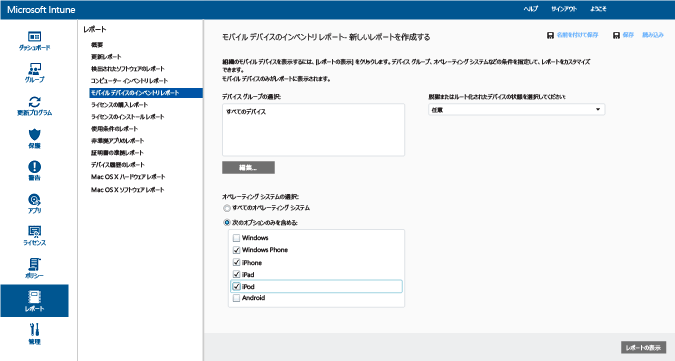 Microsoft Intune
ヘルプ サインアウト ようこそ
ダッシュボード
グループ
更新プログラム
保護
警告
アプリ
ライセンス
ポリシー
レポート
管理
レポート
概要
更新レポート
検出されたソフトウェアのレポート
コンピューター インベントリ レポート
モバイル デバイスのインベントリ レポート
ライセンスの購入レポート
ライセンスのインストール レポート
使用条件のレポート
非準拠アプリのレポート
証明書の準拠レポート
デバイス履歴のレポート
Mac OS X ハードウェア レポート
Mac OS X ソフトウェア レポート
モバイル デバイスのインベントリ レポート- 新しいレポートを作成する
名前を付けて保存 保存 読み込み
組織のモバイル デバイスを表示するには、[レポートの表示] をクリックします。デバイス グループ、オペレーティング システムなどの条件を指定して、レポートをカスタマイズ
できます。
モバイル デバイスのみがレポートに表示されます。
デバイス グループの選択:
すべてのデバイス
編集...
脱獄またはルート化されたデバイスの状態を選択してください:
任意
オペレーティング システムの選択:
すべてのオペレーティング システム
次のオプションのみを含める:
Windows
Windows Phone
iPhone
iPad
iPod
Android
レポートの表示